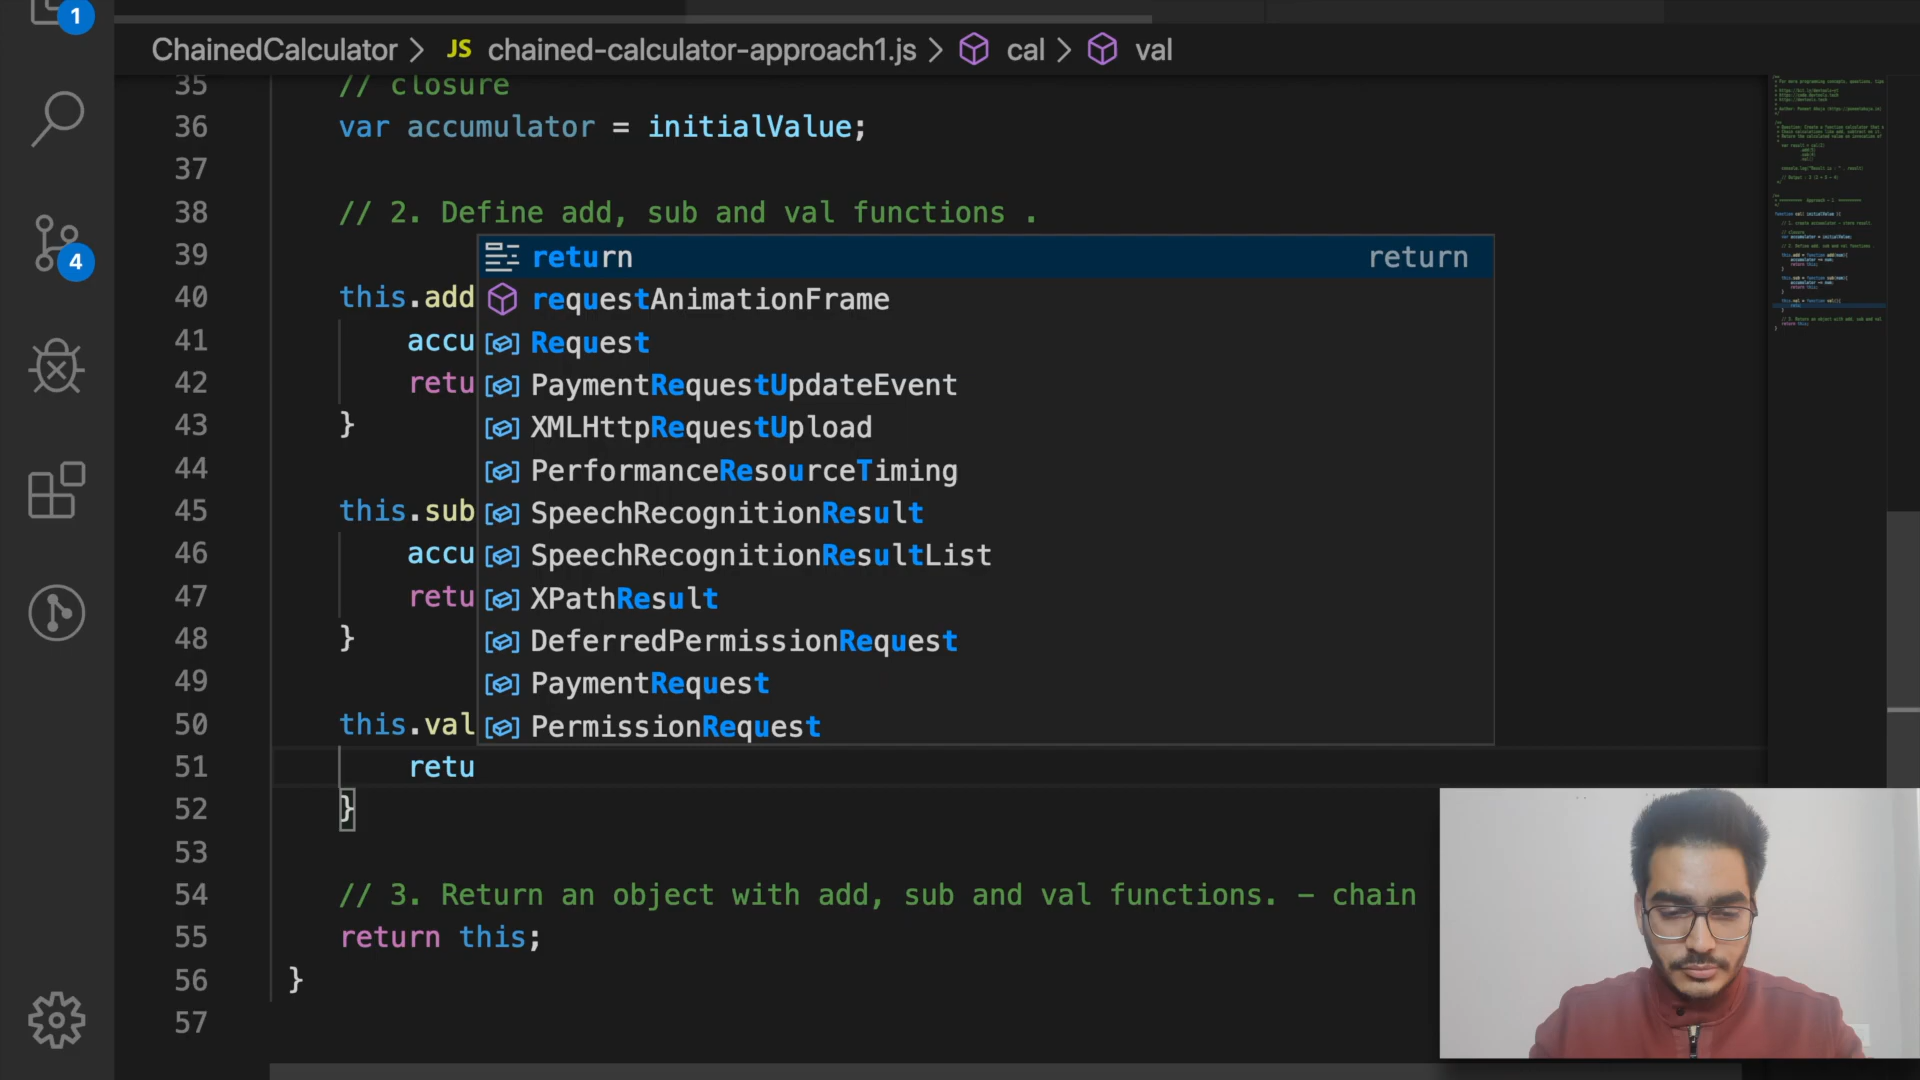 1
ChainedCalculator > JS chained-calculator-approach1.js > cal > val
35 // closure
36 var accumulator = initialValue;
37
38 // 2. Define add, sub and val functions .
39
return return
40 this.add
requestAnimationFrame
41 accu
Request
42 retu
PaymentRequestUpdateEvent
43 }
XMLHttpRequestUpload
44
PerformanceResourceTiming
45 this.sub
SpeechRecognitionResult
46 accu
SpeechRecognitionResultList
47 retu
XPathResult
48 }
DeferredPermissionRequest
49
PaymentRequest
50 this.val
PermissionRequest
51 retu
52 }
53
54 // 3. Return an object with add, sub and val functions. - chain
55 return this;
56 }
57
4